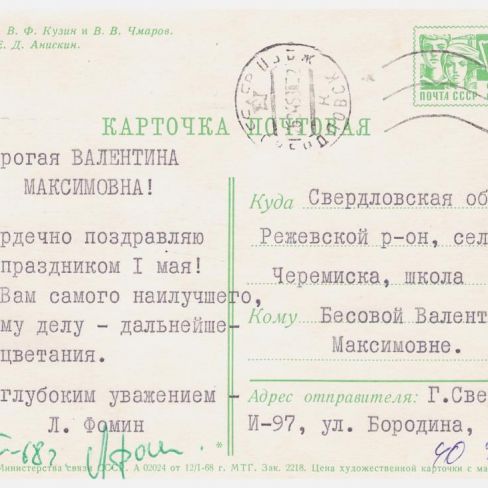 В. Ф. Кузин и В. В. Чмаров.
Е. Д. Анискин.
ПОЧТА СССР
КАРТОЧКА ПОЧТОВАЯ
рогая ВАЛЕНТИНА
МАКСИМОВНА!
рдечно поздравляю
праздником I мая!
Вам самого наилучшего,
му делу - дальнейше-
цветания.
глубоким уважением -
Л. Фомин
-68г.
Куда Свердловская об
Режевской р-он, сел
Черемиска, школа
Кому Бесовой Валент
Максимовне.
Адрес отправителя: Г.Све
И-97, ул. Бородина,
40
*
Министерства связи СССР. А 02024 от 12/I-68 г. МТГ. Зак. 2218. Цена художественной карточки с ма